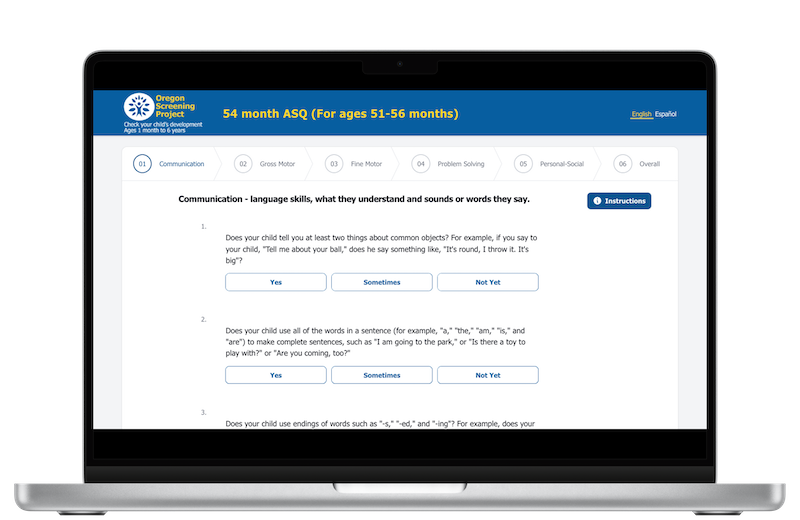 Oregon
Screening
Project
Check your child's development
Ages 1 month to 6 years
54 month ASQ (For ages 51-56 months)
English Español
01 Communication
02 Gross Motor
03 Fine Motor
04 Problem Solving
05 Personal-Social
06 Overall
Communication - language skills, what they understand and sounds or words they say.
Instructions
1.
Does your child tell you at least two things about common objects? For example, if you say to
your child, "Tell me about your ball," does he say something like, "It's round, I throw it. It's
big"?
Yes Sometimes Not Yet
2.
Does your child use all of the words in a sentence (for example, "a," "the," "am," "is," and
"are") to make complete sentences, such as "I am going to the park," or "Is there a toy to
play with?" or "Are you coming, too?"
Yes Sometimes Not Yet
3.
Does your child use endings of words such as "-s," "-ed," and "-ing"? For example, does your